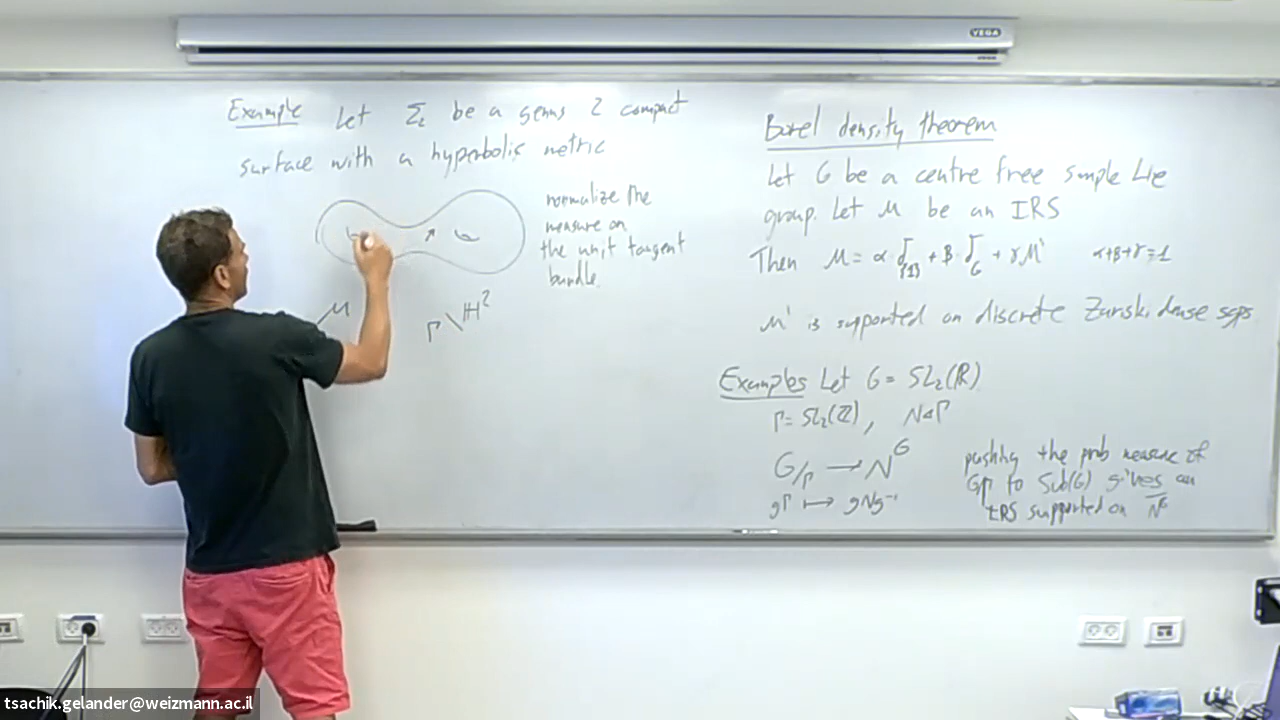 VEGA
Example Let Σ₂ be a genus 2 compact
surface with a hyperbolic metric
normalize the
measure on
the unit tangent
bundle.
μ
Γ\ℍ²
Borel density theorem
Let G be a centre free simple Lie
group. Let μ be an IRS
Then μ = α δ_{1} + β δ_G + γμ' α+β+γ=1
μ' is supported on discrete Zariski dense sgps
Examples Let G = SL₂(ℝ)
Γ = SL₂(ℤ), N◁Γ
G/Γ → N^G
gΓ ↦ gNg⁻¹
pushing the prob measure of
G/Γ to Sub(G) gives an
IRS supported on N^G
tsachik.gelander@weizmann.ac.il